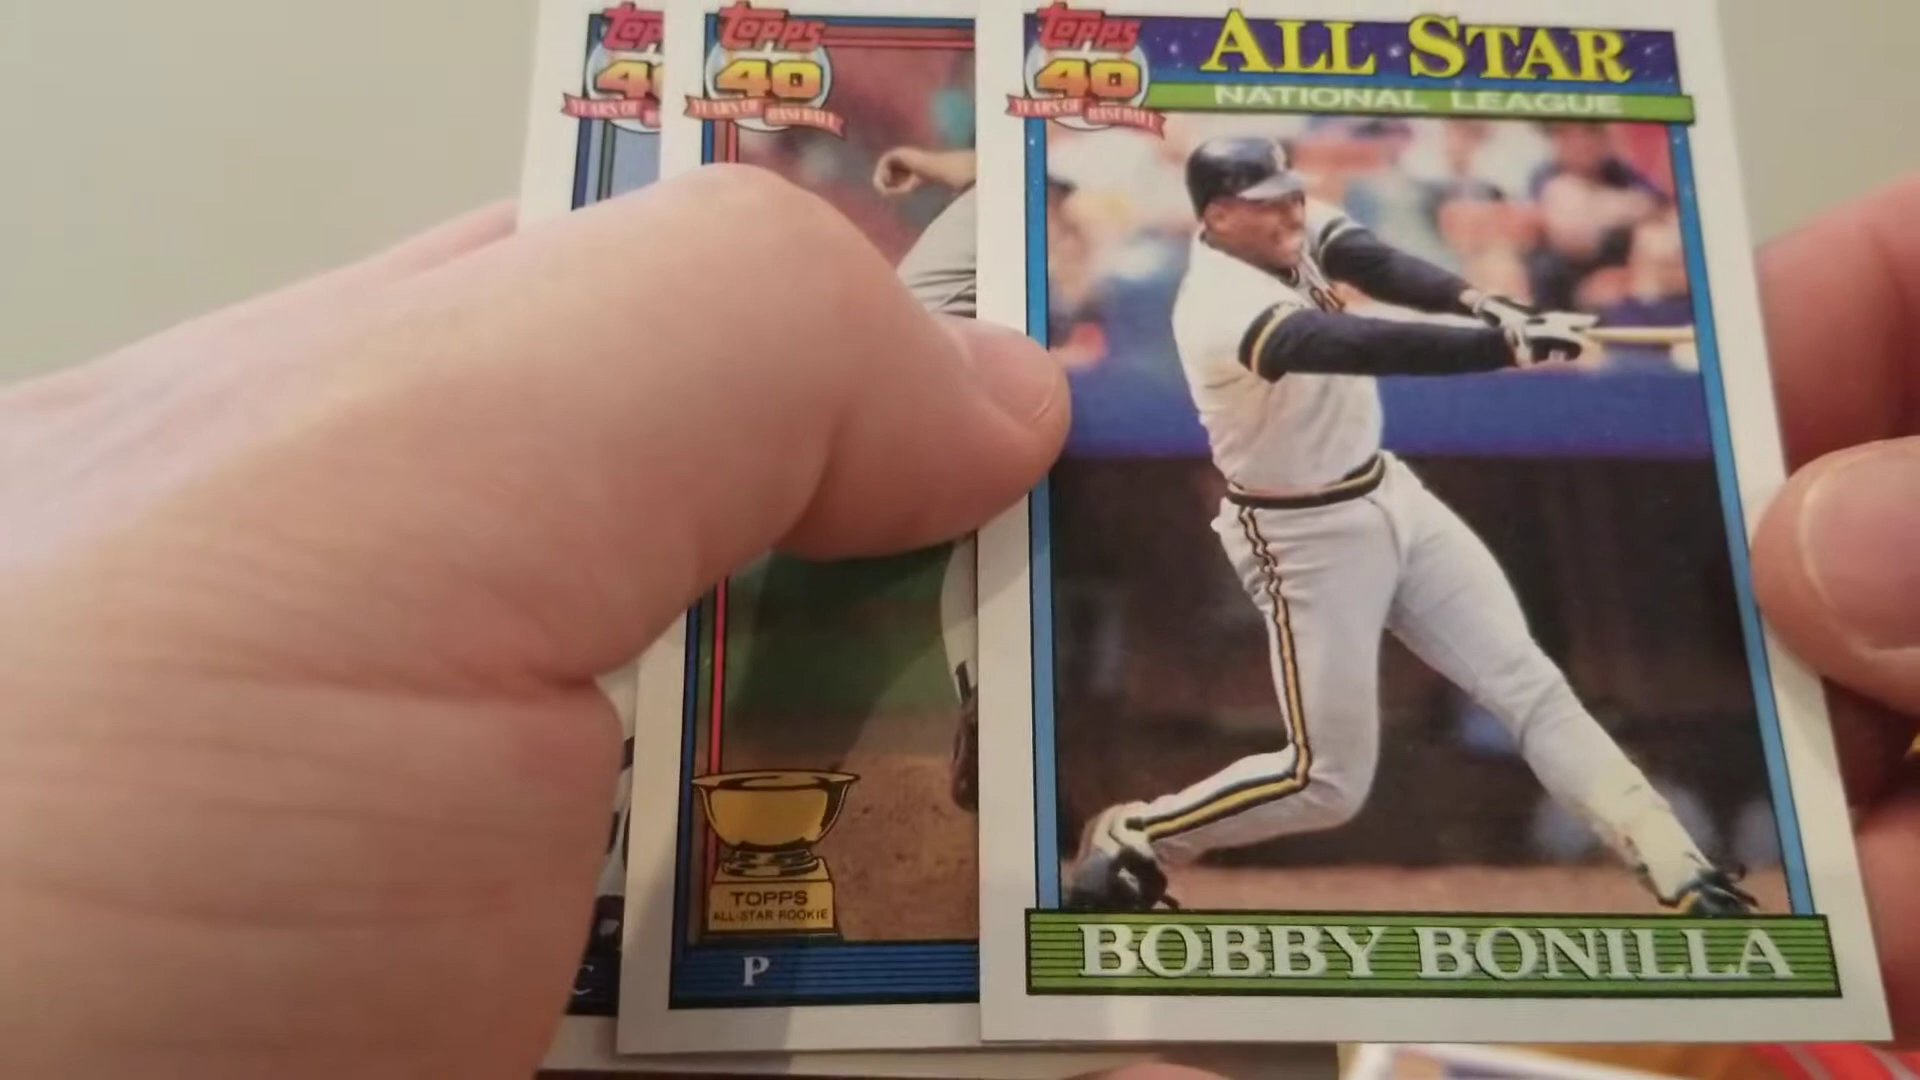 Topps
40
YEARS OF
Topps
40
YEARS OF BASEBALL
TOPPS
ALL-STAR ROOKIE
P
C
Topps
40
YEARS OF BASEBALL
ALL STAR
NATIONAL LEAGUE
BOBBY BONILLA